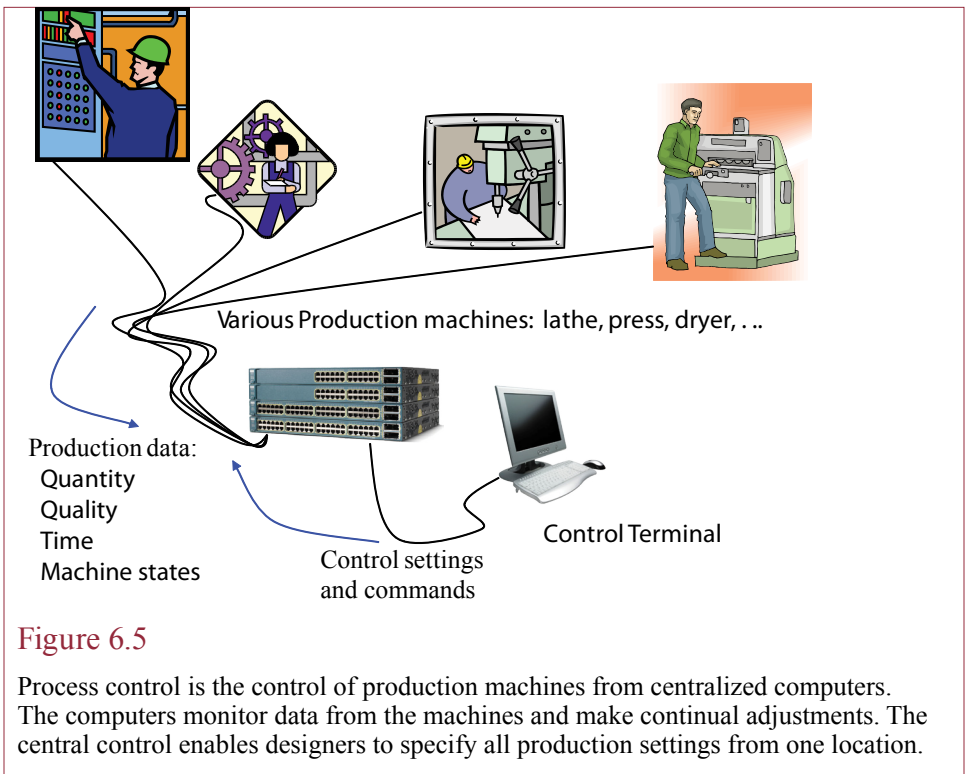 Various Production machines: lathe, press, dryer, . ..
Production data:
Quantity
Quality
Time
Machine states
Control Terminal
Control settings
and commands
Figure 6.5
Process control is the control of production machines from centralized computers.
The computers monitor data from the machines and make continual adjustments. The
central control enables designers to specify all production settings from one location.